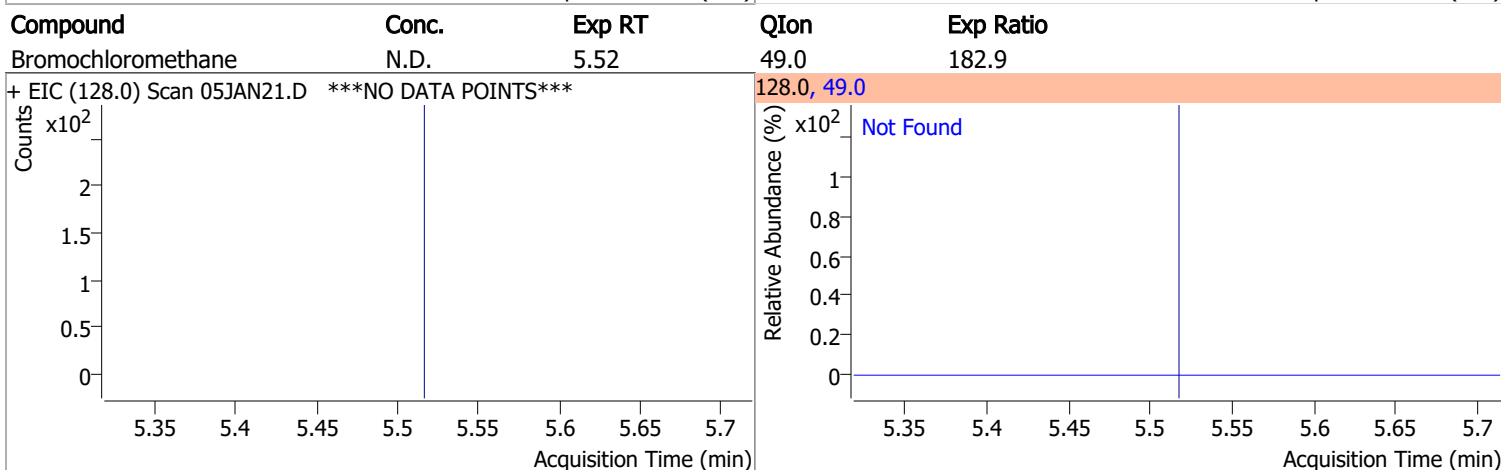 Compound Conc. Exp RT QIon Exp Ratio
Bromochloromethane N.D. 5.52 49.0 182.9
+ EIC (128.0) Scan 05JAN21.D ***NO DATA POINTS***
Counts
x10²
2
1.5
1
0.5
0
5.35 5.4 5.45 5.5 5.55 5.6 5.65 5.7
Acquisition Time (min)
128.0, 49.0
Relative Abundance (%)
x10²
Not Found
1
0.8
0.6
0.4
0.2
0
5.35 5.4 5.45 5.5 5.55 5.6 5.65 5.7
Acquisition Time (min)